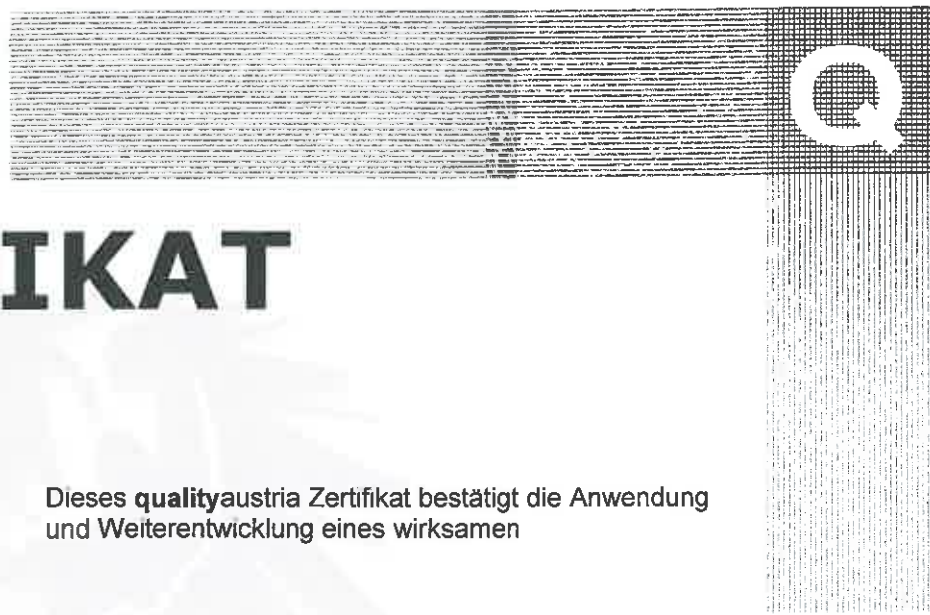 Q
IKAT
Dieses qualityaustria Zertifikat bestätigt die Anwendung
und Weiterentwicklung eines wirksamen